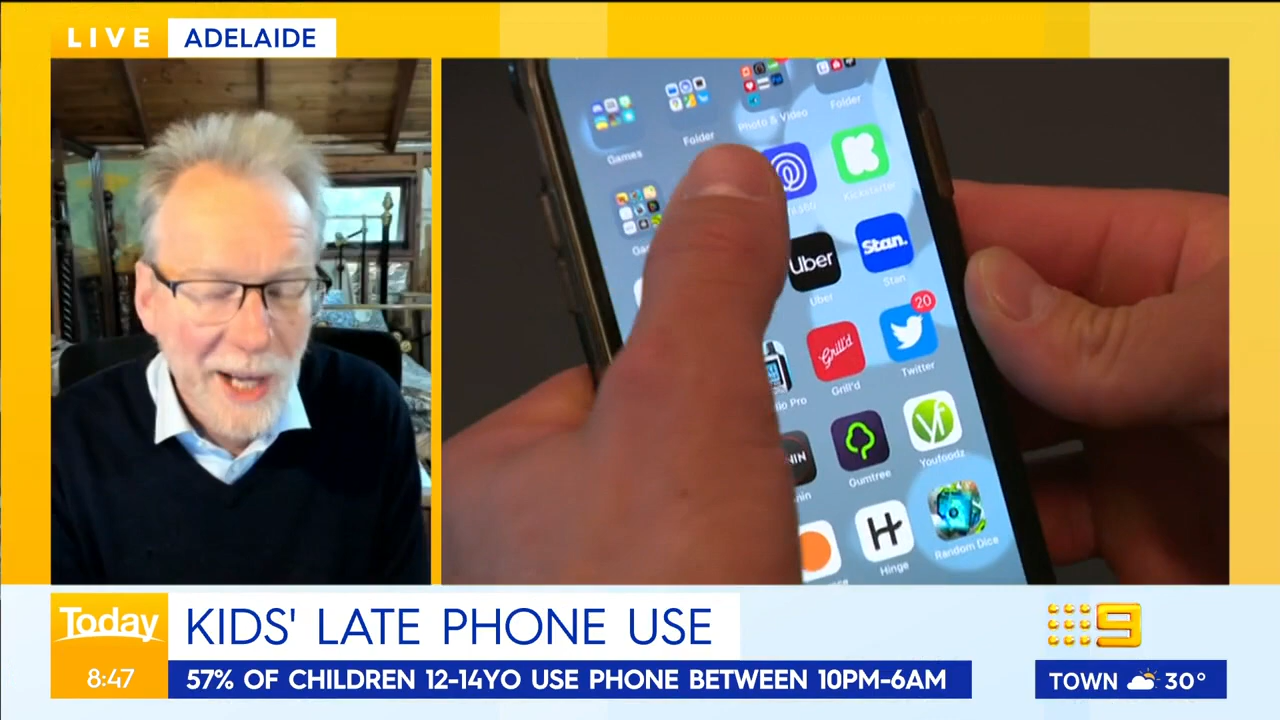 LIVE
ADELAIDE
Games
Folder
Photo & Video
Folder
Kickstarter
Uber
Uber
Stan.
Stan
20
Grill'd
Grill'd
Twitter
Gumtree
Youfoodz
H
Hinge
Random Dice
Today
8:47
KIDS' LATE PHONE USE
57% OF CHILDREN 12-14YO USE PHONE BETWEEN 10PM-6AM
9
TOWN 30°